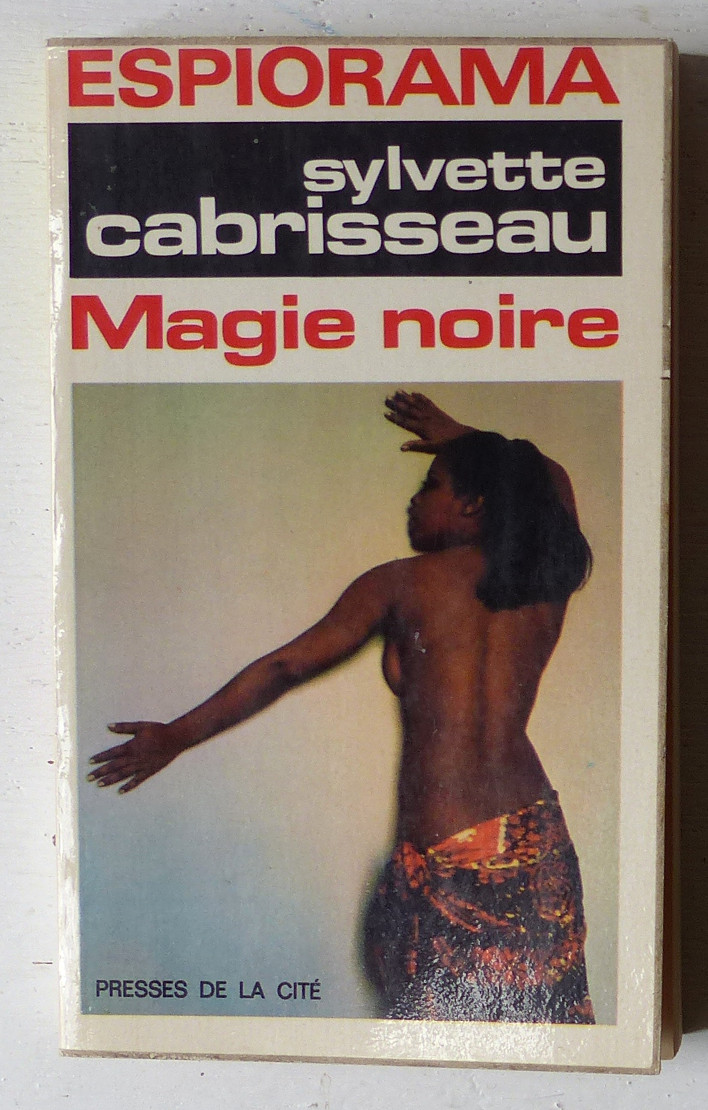 ESPIORAMA
sylvette
cabrisseau
Magie noire
PRESSES DE LA CITÉ